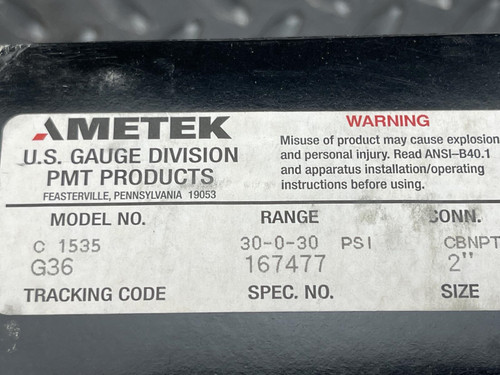 AMETEK
U.S. GAUGE DIVISION
PMT PRODUCTS
FEASTERVILLE, PENNSYLVANIA 19053
WARNING
Misuse of product may cause explosion
and personal injury. Read ANSI–B40.1
and apparatus installation/operating
instructions before using.
MODEL NO. RANGE CONN.
C 1535 30-0-30 PSI CBNPT
G36 167477 2"
TRACKING CODE SPEC. NO. SIZE